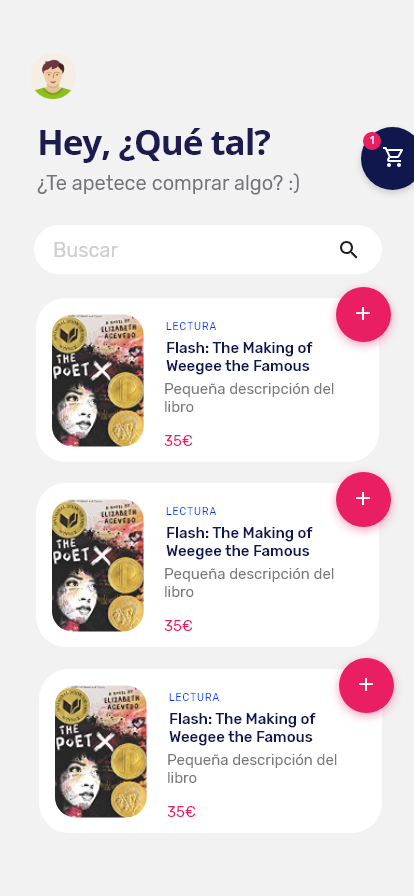 Hey, ¿Qué tal?
1
¿Te apetece comprar algo? :)
Buscar
A NOVEL BY
ELIZABETH
ACEVEDO
THE
POET X
WINNER
LECTURA
Flash: The Making of
Weegee the Famous
Pequeña descripción del
libro
35€
A NOVEL BY
ELIZABETH
ACEVEDO
THE
POET X
WINNER
LECTURA
Flash: The Making of
Weegee the Famous
Pequeña descripción del
libro
35€
A NOVEL BY
ELIZABETH
ACEVEDO
THE
POET X
WINNER
LECTURA
Flash: The Making of
Weegee the Famous
Pequeña descripción del
libro
35€